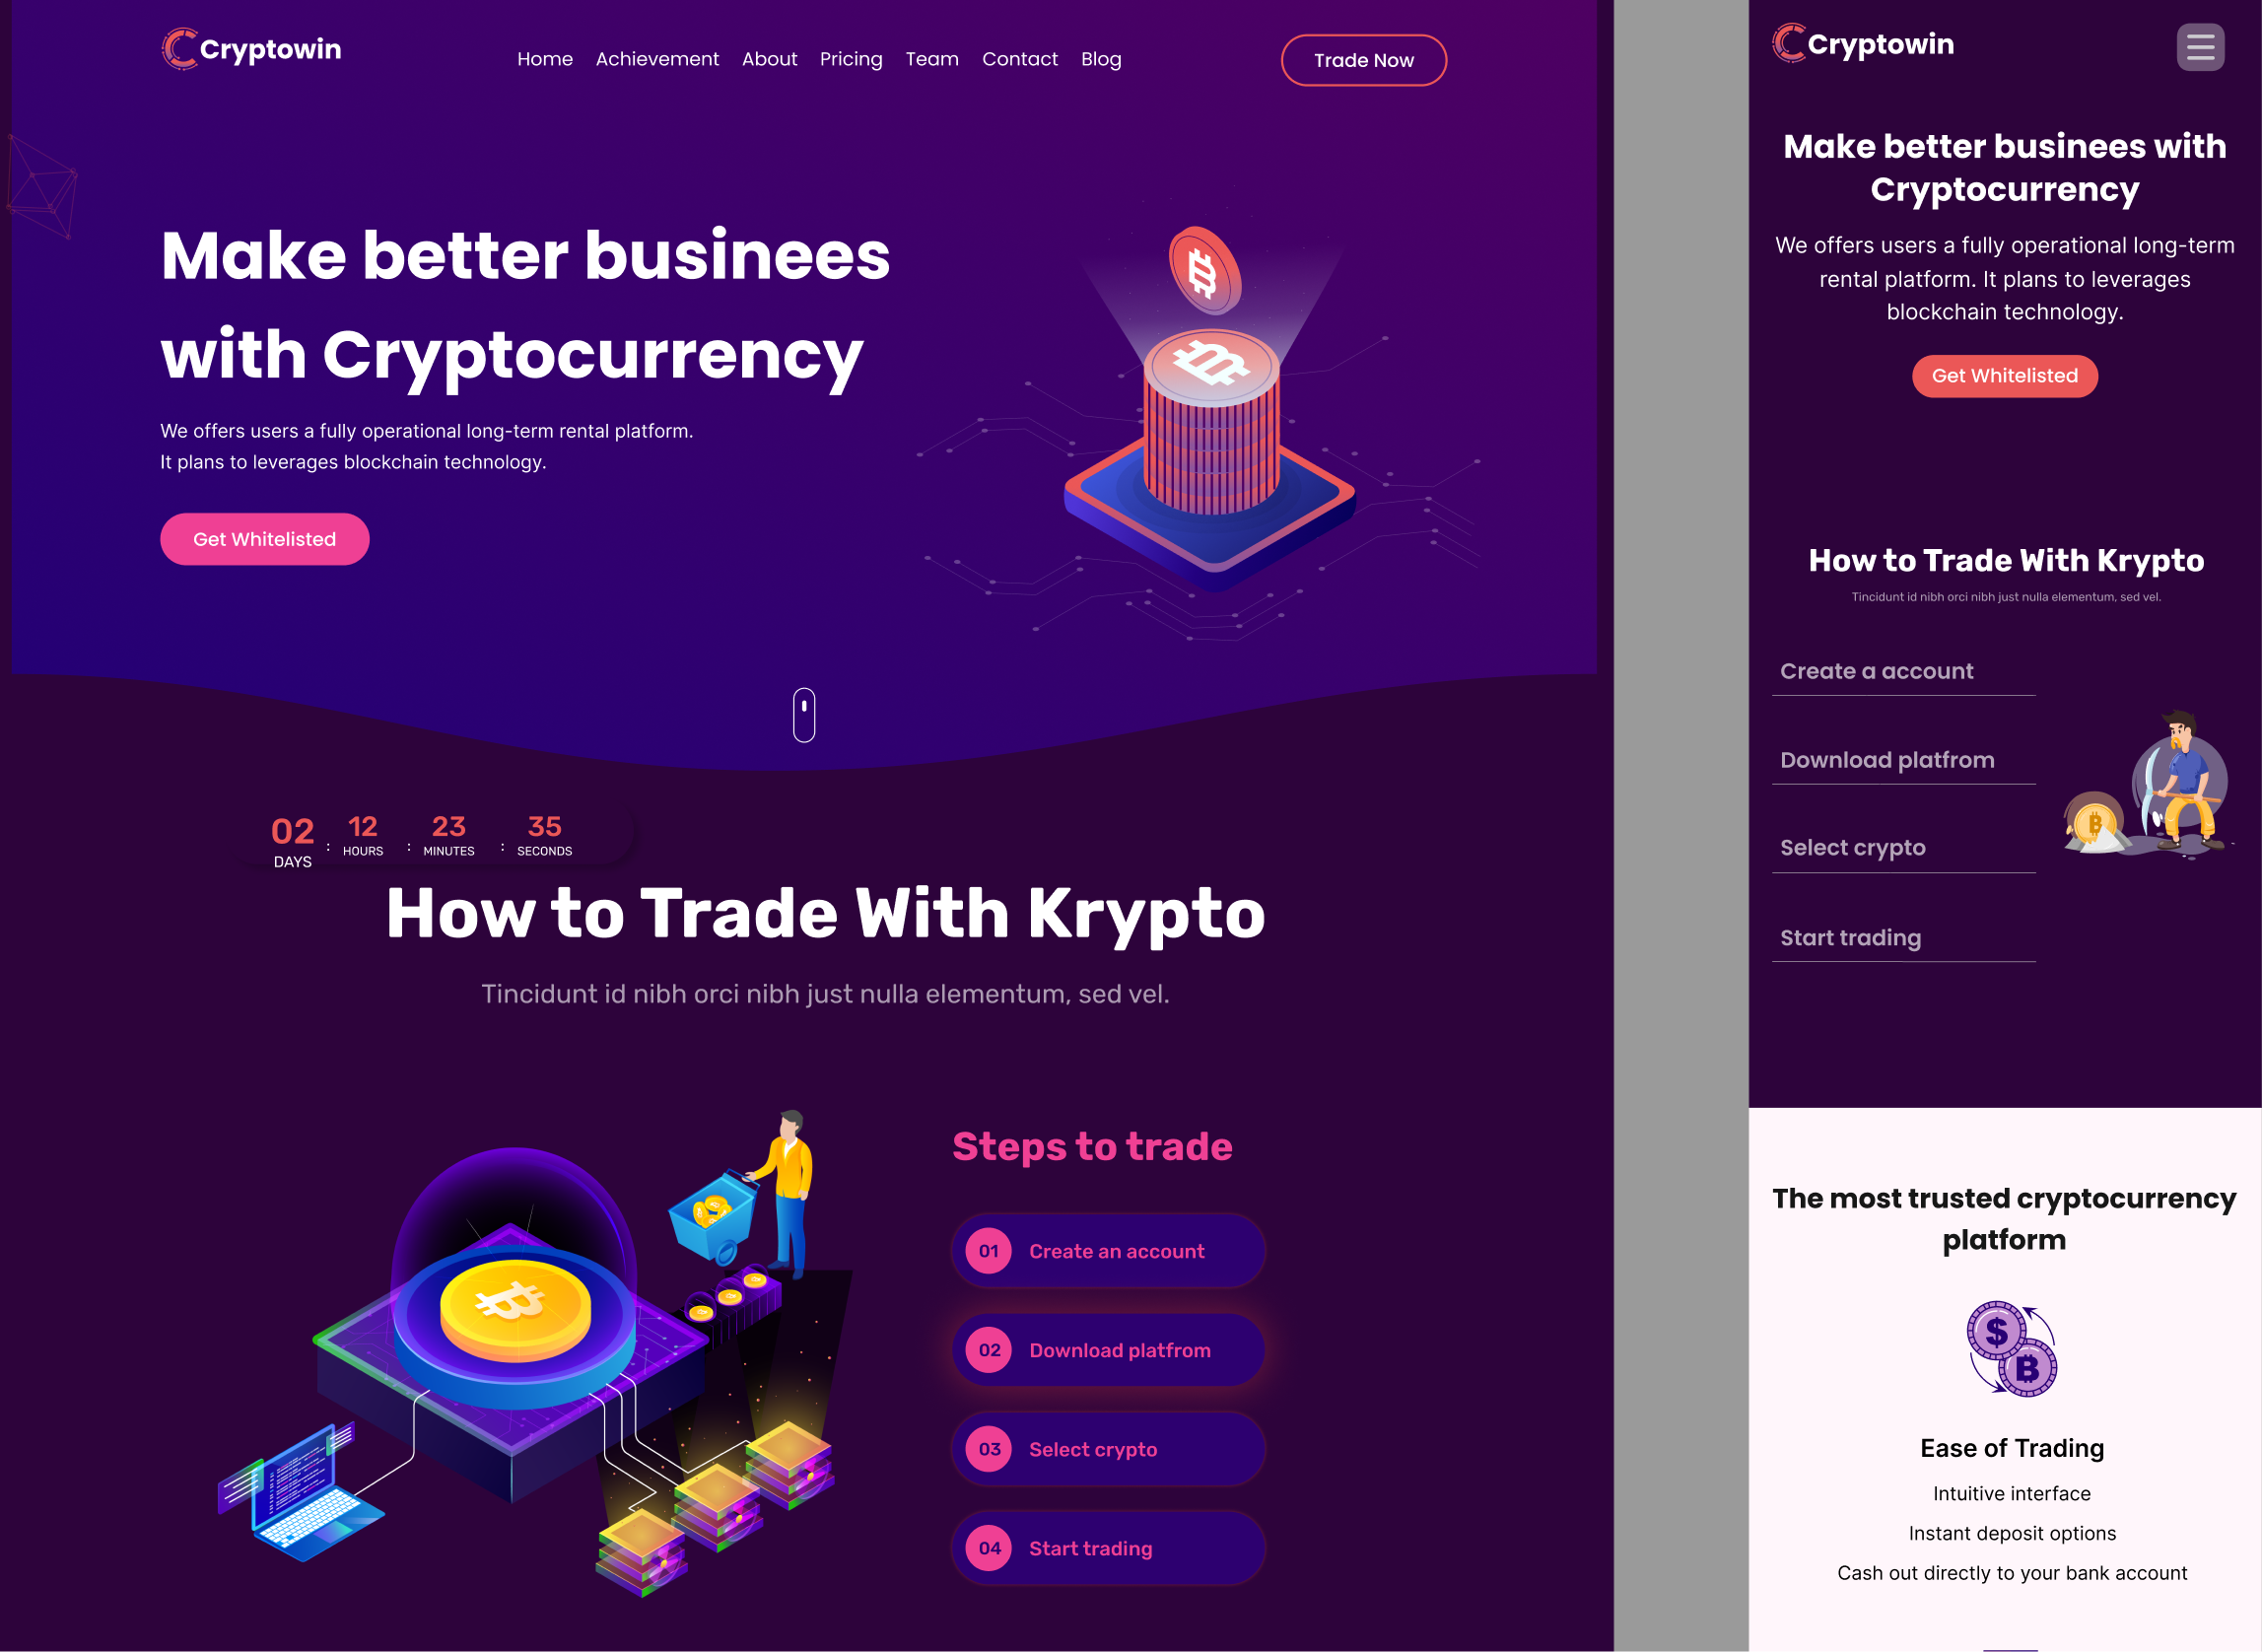 Cryptowin
Home Achievement About Pricing Team Contact Blog
Trade Now
Make better businees
with Cryptocurrency
We offers users a fully operational long-term rental platform.
It plans to leverages blockchain technology.
Get Whitelisted
02 : 12 : 23 : 35
DAYS HOURS MINUTES SECONDS
How to Trade With Krypto
Tincidunt id nibh orci nibh just nulla elementum, sed vel.
Steps to trade
01 Create an account
02 Download platfrom
03 Select crypto
04 Start trading
Cryptowin
Make better businees with
Cryptocurrency
We offers users a fully operational long-term
rental platform. It plans to leverages
blockchain technology.
Get Whitelisted
How to Trade With Krypto
Tincidunt id nibh orci nibh just nulla elementum, sed vel.
Create a account
Download platfrom
Select crypto
Start trading
The most trusted cryptocurrency
platform
Ease of Trading
Intuitive interface
Instant deposit options
Cash out directly to your bank account